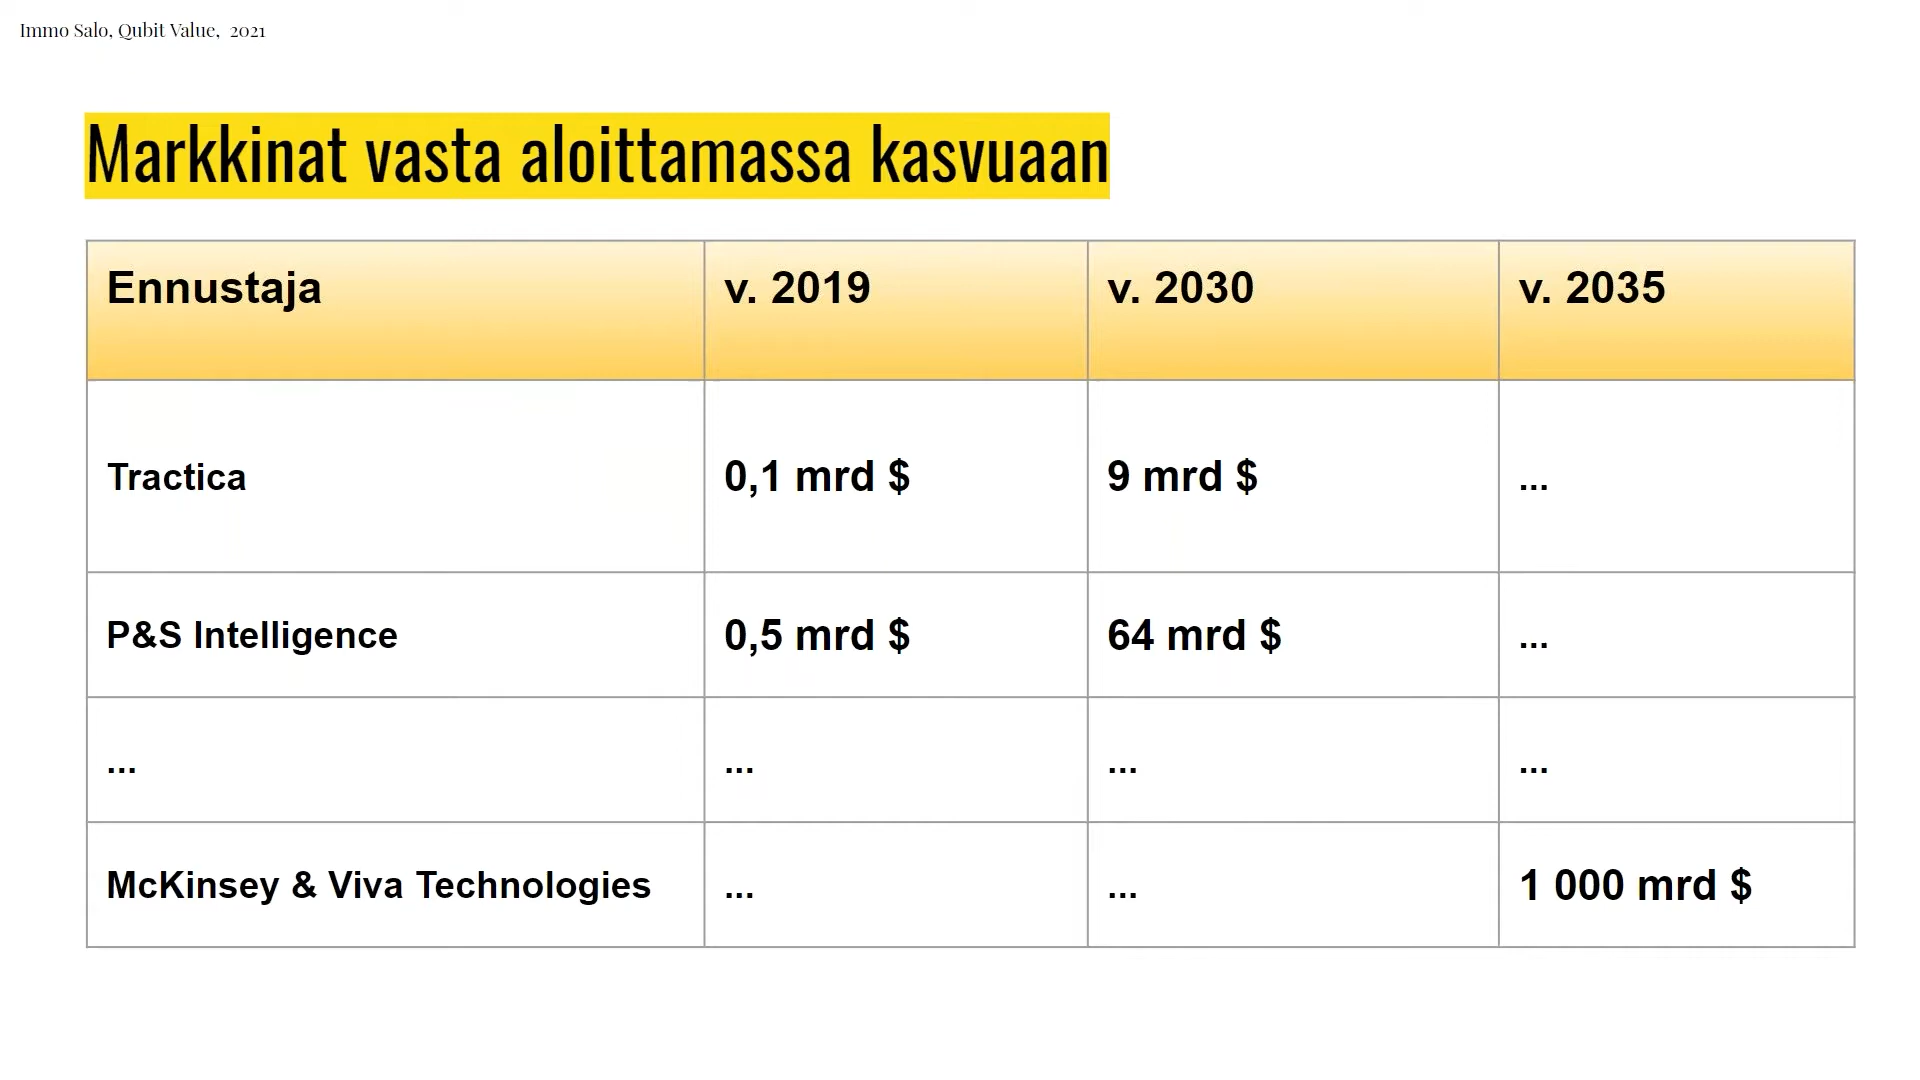 Immo Salo, Qubit Value, 2021
Markkinat vasta aloittamassa kasvuaan
Ennustaja v. 2019 v. 2030 v. 2035
Tractica 0,1 mrd $ 9 mrd $ ...
P&S Intelligence 0,5 mrd $ 64 mrd $ ...
... ... ... ...
McKinsey & Viva Technologies ... ... 1 000 mrd $